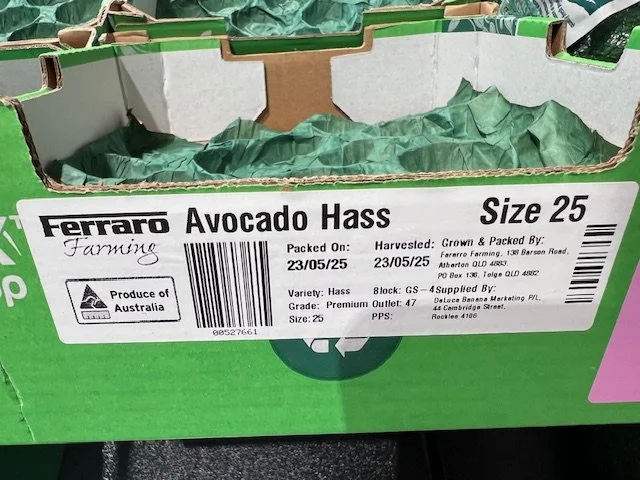 Ferraro
Farming
Avocado Hass
Size 25
Packed On:
23/05/25
Harvested:
23/05/25
Grown & Packed By:
Ferarro Farming, 138 Barson Road,
Atherton QLD 4883.
PO Box 136, Tolga QLD 4882
Variety: Hass
Grade: Premium
Size: 25
Block: GS - 4
Outlet: 47
PPS:
Supplied By:
DeLuca Banana Marketing P/L,
44 Cambridge Street,
Rocklea 4106
Produce of
Australia
00527661